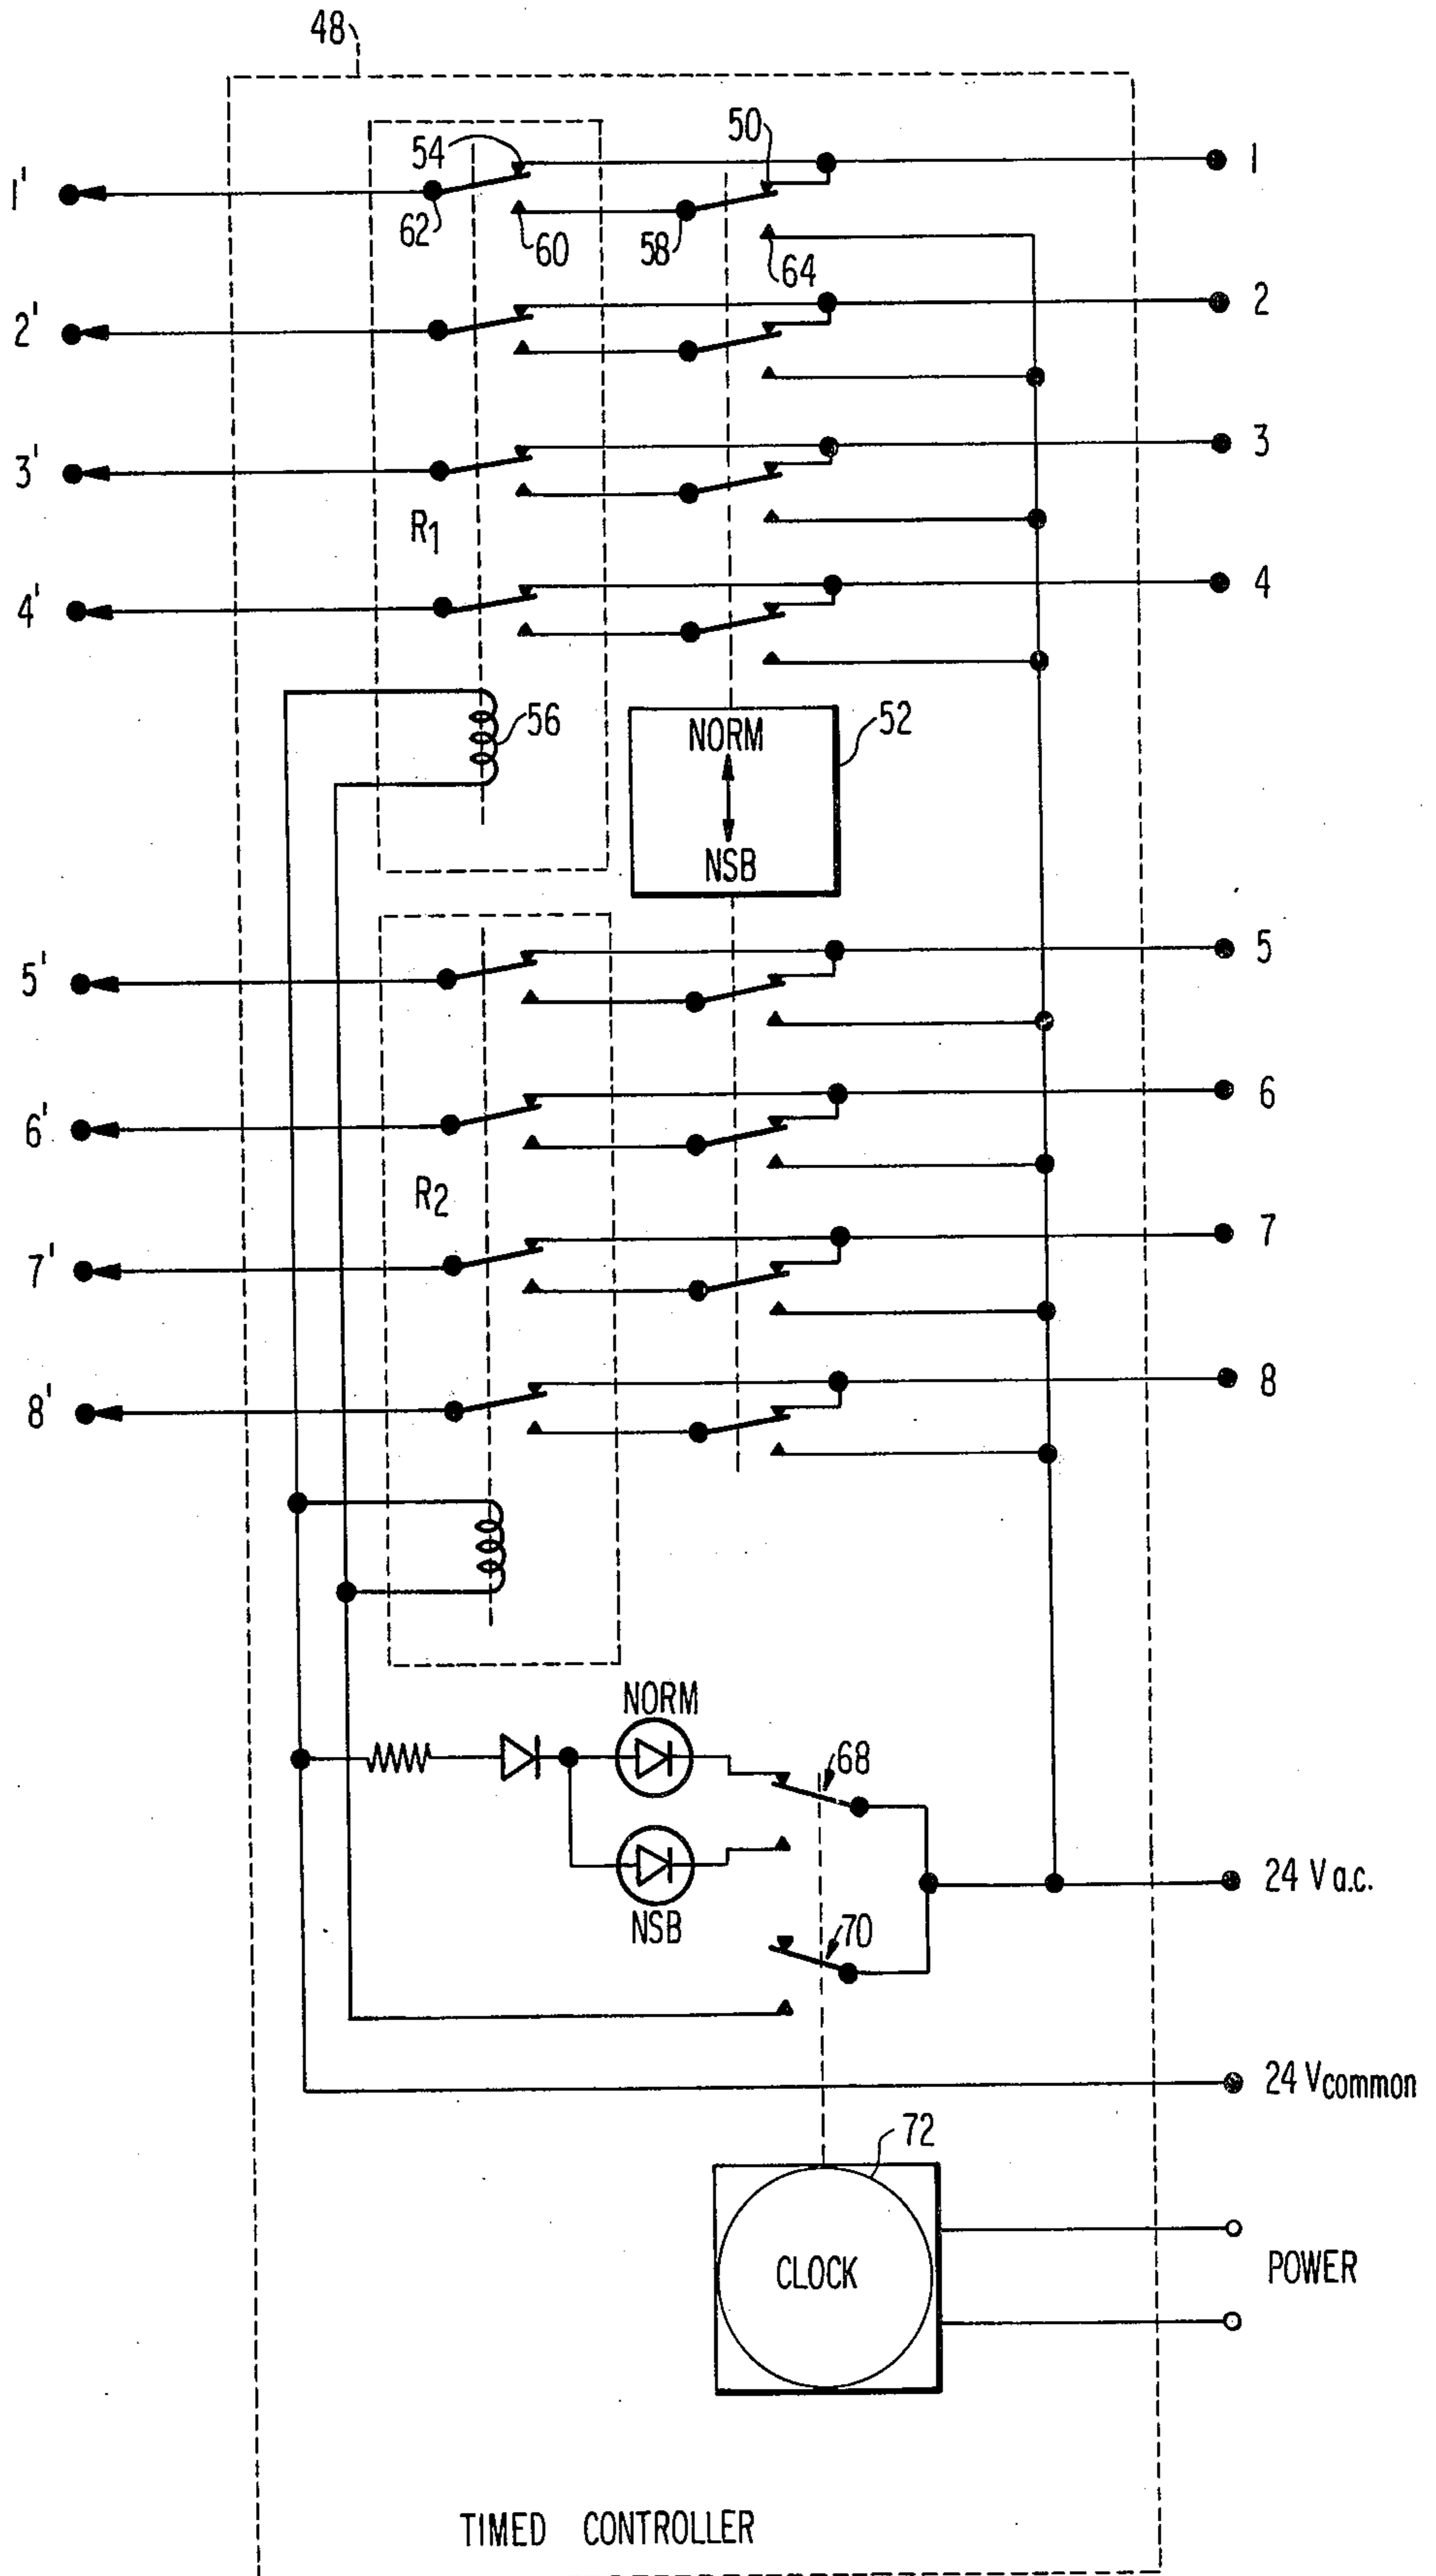 48
50
54
1' 1
62 60 58 64
2' 2
3' 3
R1
4' 4
56
NORM
52
NSB
5' 5
6' 6
R2
7' 7
8' 8
NORM
68
24 V a.c.
NSB
70
24 Vcommon
72
CLOCK
POWER
TIMED CONTROLLER